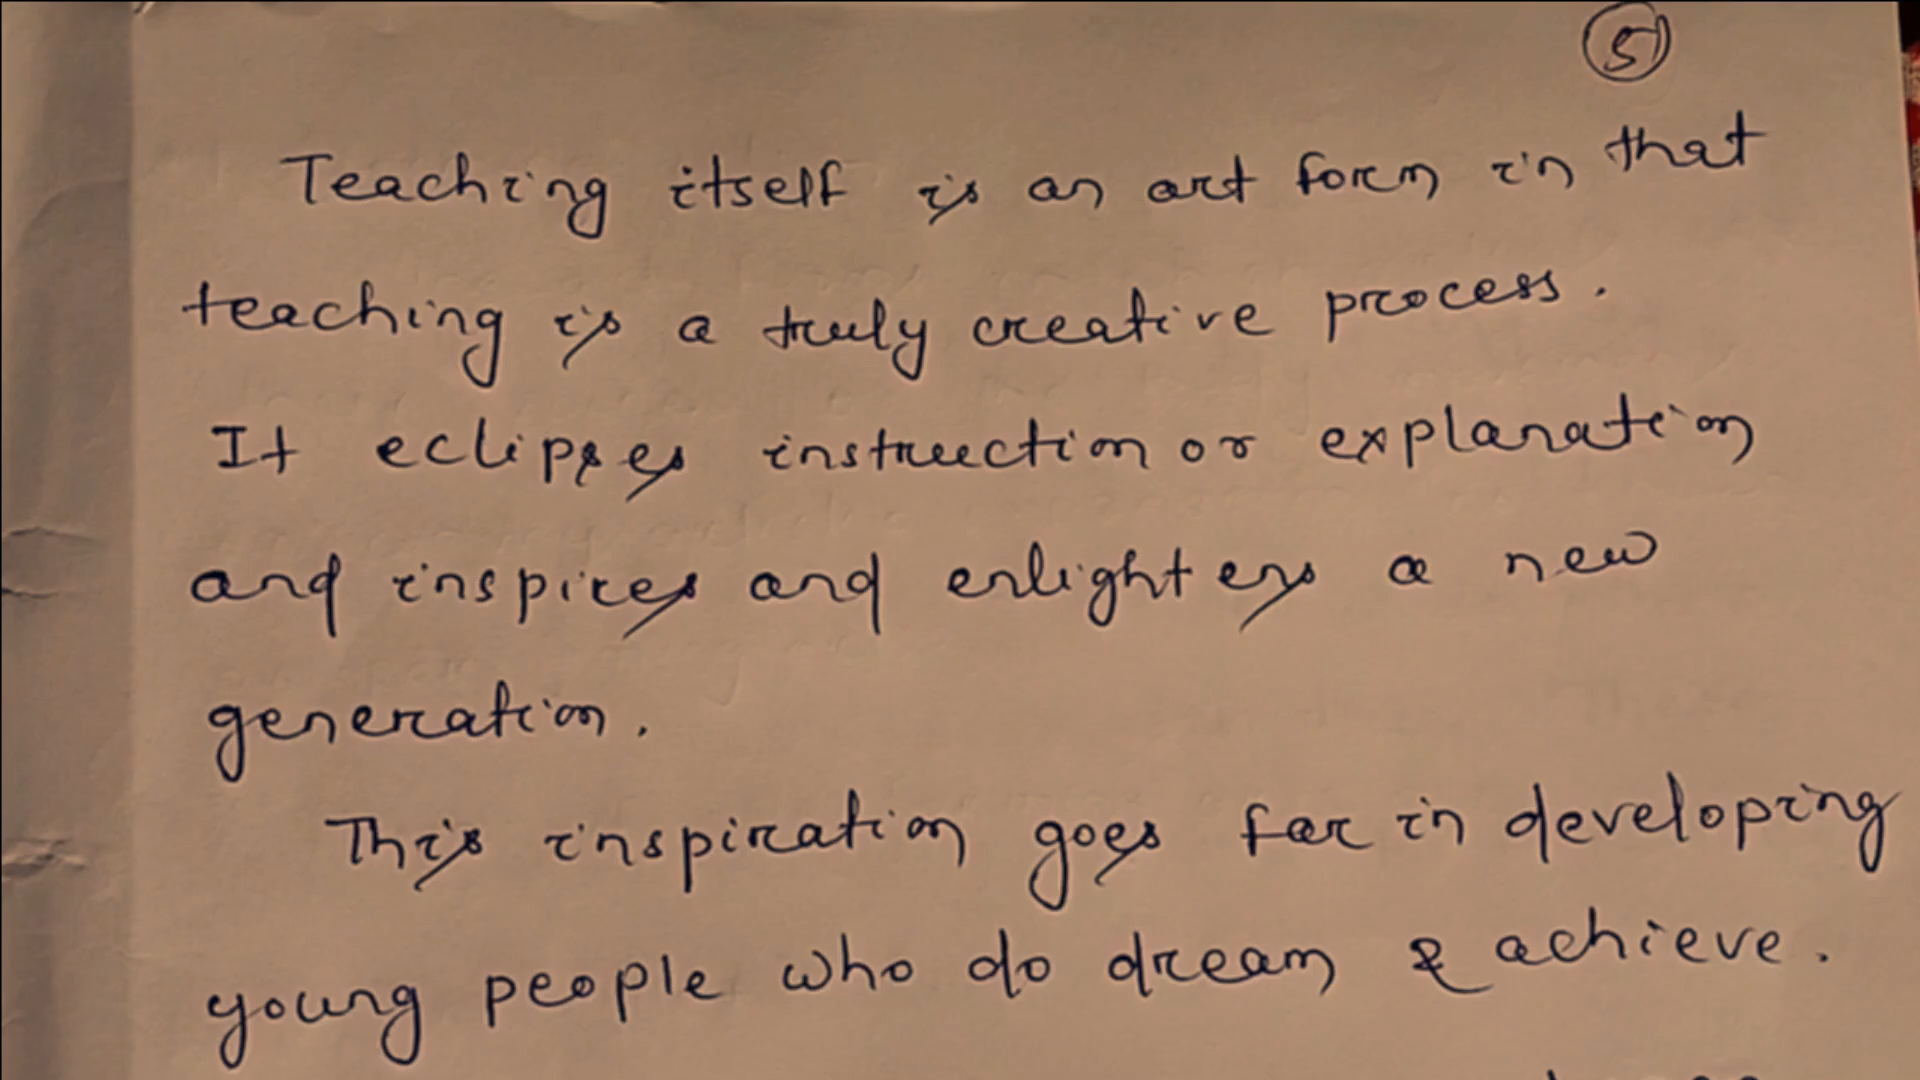 5
Teaching itself is an art form in that
teaching is a truly creative process.
It eclipses instruction or explanation
and inspires and enlightens a new
generation.
This inspiration goes far in developing
young people who do dream & achieve.